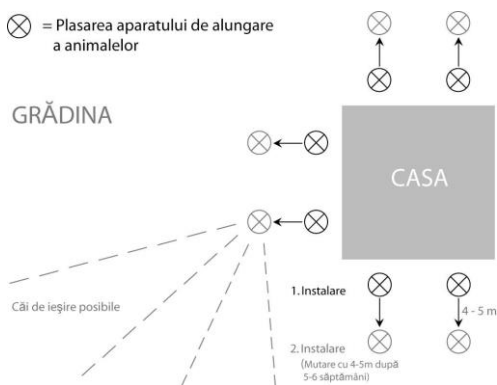 = Plasarea aparatului de alungare
a animalelor
GRĂDINA
CASA
1. Instalare
4 - 5 m
Căi de ieşire posibile
2. Instalare
(Mutare cu 4-5m după
5-6 săptămâni)